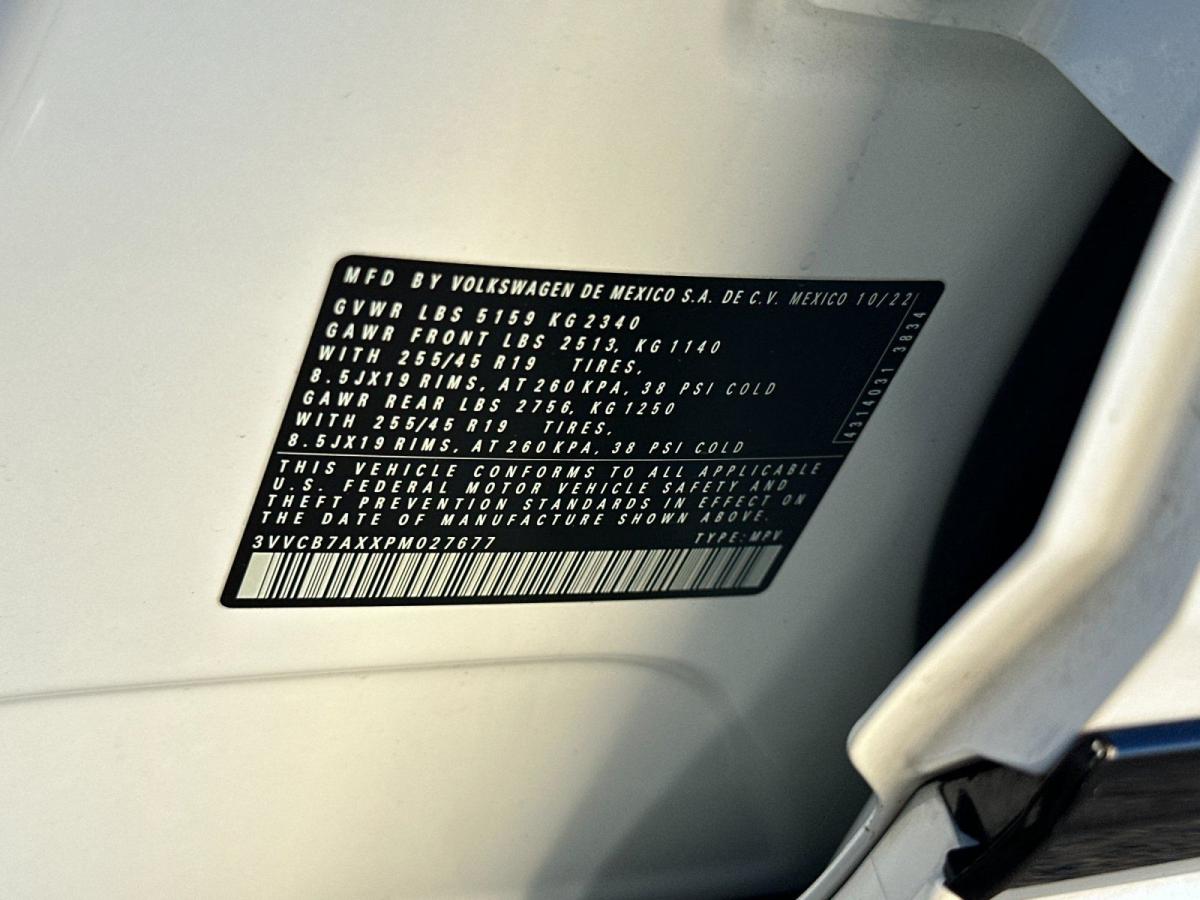 MFD BY VOLKSWAGEN DE MEXICO S.A. DE C.V. MEXICO 10/22
GVWR LBS 5159 KG 2340
GAWR FRONT LBS 2513, KG 1140
WITH 255/45 R19 TIRES,
8.5JX19 RIMS, AT 260 KPA, 38 PSI COLD
GAWR REAR LBS 2756, KG 1250
WITH 255/45 R19 TIRES,
8.5JX19 RIMS, AT 260 KPA, 38 PSI COLD
4314031 3834
THIS VEHICLE CONFORMS TO ALL APPLICABLE
U.S. FEDERAL MOTOR VEHICLE SAFETY AND
THEFT PREVENTION STANDARDS IN EFFECT ON
THE DATE OF MANUFACTURE SHOWN ABOVE.
3VVCB7AXXPM027677 TYPE: MPV